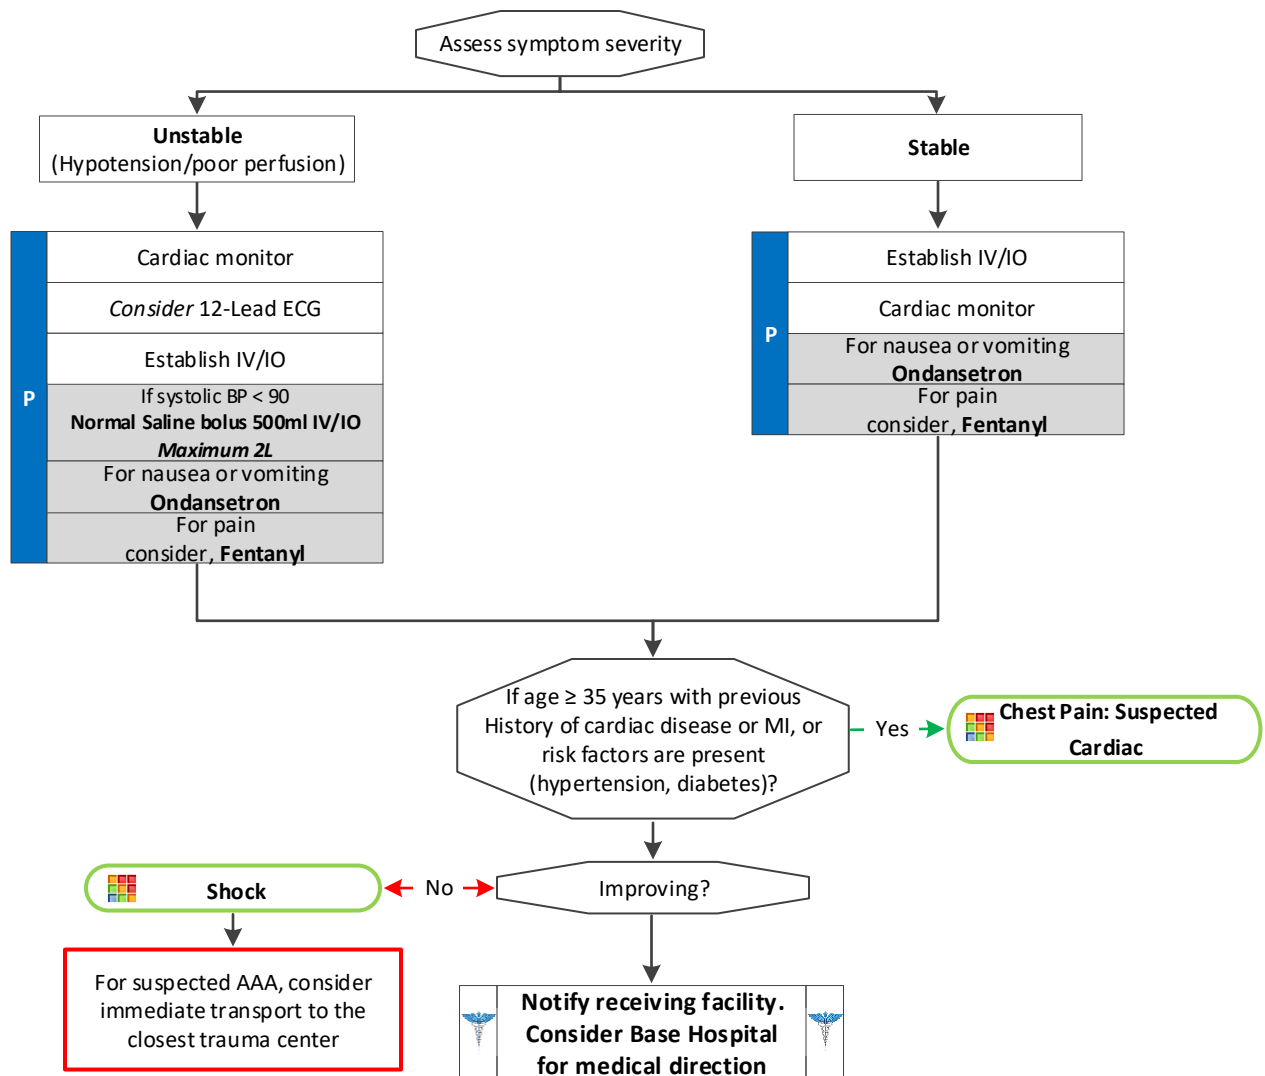 Assess symptom severity
Unstable
(Hypotension/poor perfusion)
Stable
P
Cardiac monitor
Consider 12-Lead ECG
Establish IV/IO
If systolic BP < 90
Normal Saline bolus 500ml IV/IO
Maximum 2L
For nausea or vomiting
Ondansetron
For pain
consider, Fentanyl
P
Establish IV/IO
Cardiac monitor
For nausea or vomiting
Ondansetron
For pain
consider, Fentanyl
If age ≥ 35 years with previous
History of cardiac disease or MI, or
risk factors are present
(hypertension, diabetes)?
Yes
Chest Pain: Suspected
Cardiac
Improving?
No
Shock
For suspected AAA, consider
immediate transport to the
closest trauma center
Notify receiving facility.
Consider Base Hospital
for medical direction